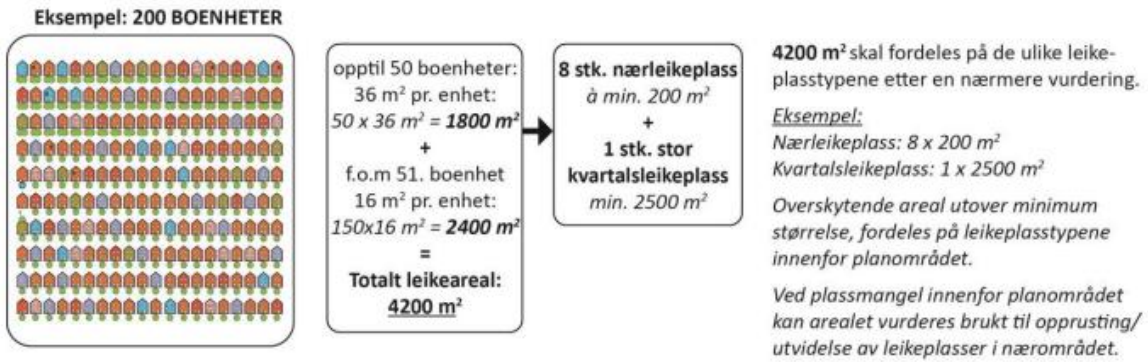 Eksempel: 200 BOENHETER
opptil 50 boenheter:
36 m² pr. enhet:
50 x 36 m² = 1800 m²
+
f.o.m 51. boenhet
16 m² pr. enhet:
150x16 m² = 2400 m²
=
Totalt leikeareal:
4200 m²
8 stk. nærleikeplass
à min. 200 m²
+
1 stk. stor
kvartalsleikeplass
min. 2500 m²
4200 m² skal fordeles på de ulike leike-
plasstypene etter en nærmere vurdering.
Eksempel:
Nærleikeplass: 8 x 200 m²
Kvartalsleikeplass: 1 x 2500 m²
Overskytende areal utover minimum
størrelse, fordeles på leikeplasstypene
innenfor planområdet.
Ved plassmangel innenfor planområdet
kan arealet vurderes brukt til opprusting/
utvidelse av leikeplasser i nærområdet.